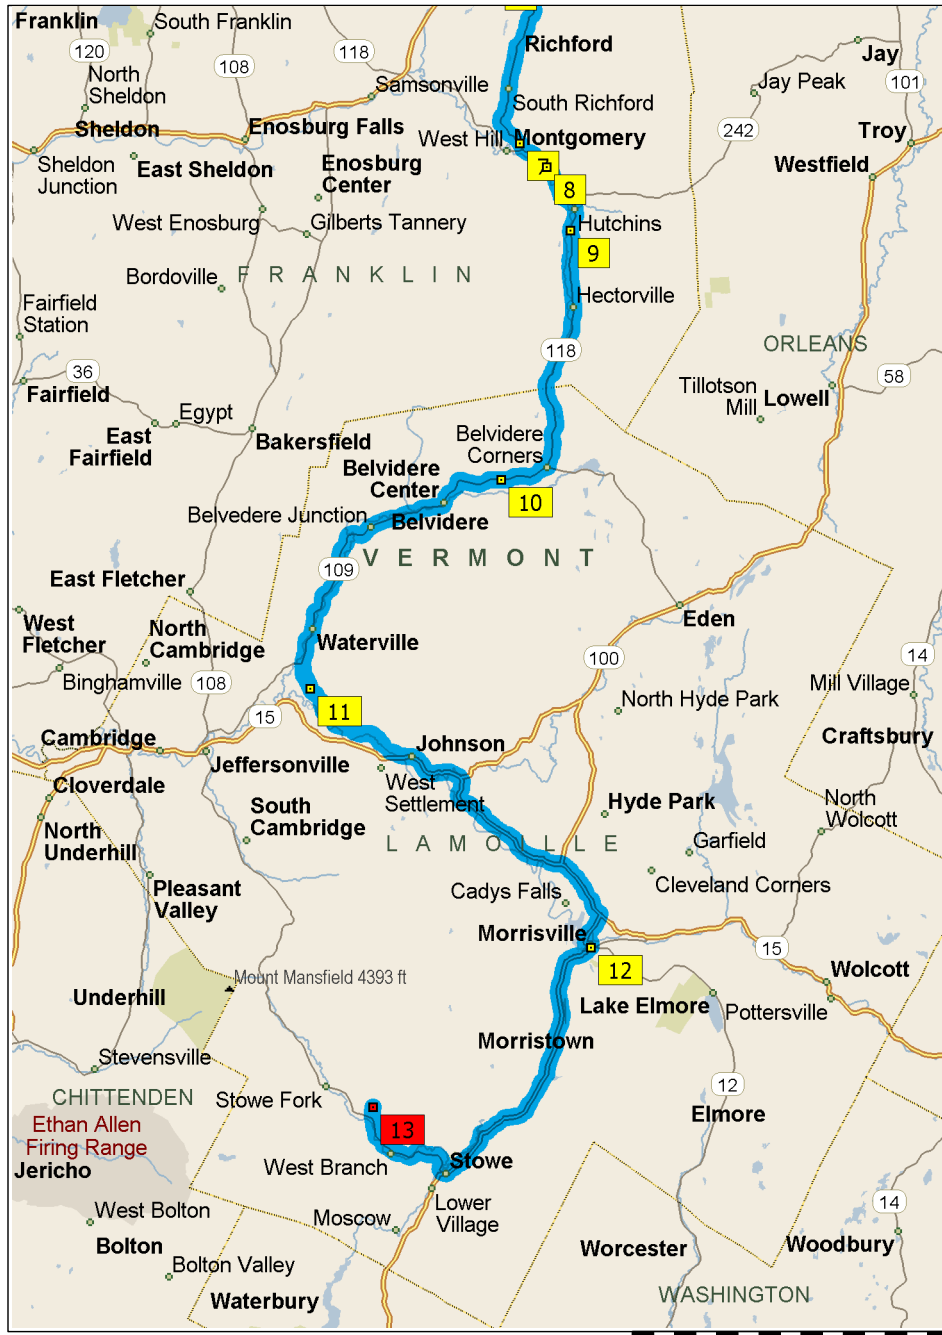 Franklin
South Franklin
Richford
120
108
118
Jay
North
Sheldon
Samsonville
Jay Peak
101
South Richford
Sheldon
Enosburg Falls
West Hill
Montgomery
242
Troy
Sheldon
Junction
East Sheldon
Enosburg
Center
7
8
Westfield
West Enosburg
Gilberts Tannery
Hutchins
9
Bordoville
FRANKLIN
Hectorville
Fairfield
Station
118
ORLEANS
36
58
Fairfield
Tillotson
Mill
Lowell
Egypt
East
Fairfield
Bakersfield
Belvidere
Corners
Belvidere
Center
10
Belvedere Junction
Belvidere
VERMONT
109
East Fletcher
West
Fletcher
North
Cambridge
Waterville
Eden
100
14
Binghamville
108
North Hyde Park
Mill Village
11
15
Cambridge
Johnson
Craftsbury
Jeffersonville
Cloverdale
West
Settlement
South
Cambridge
Hyde Park
North
Wolcott
North
Underhill
LAMOILLE
Garfield
Pleasant
Valley
Cadys Falls
Cleveland Corners
Morrisville
15
12
Mount Mansfield 4393 ft
Wolcott
Underhill
Lake Elmore
Pottersville
Morristown
Stevensville
CHITTENDEN
Stowe Fork
12
Elmore
Ethan Allen
Firing Range
13
Jericho
West Branch
Stowe
West Bolton
Moscow
Lower
Village
14
Bolton
Worcester
Woodbury
Bolton Valley
Waterbury
WASHINGTON